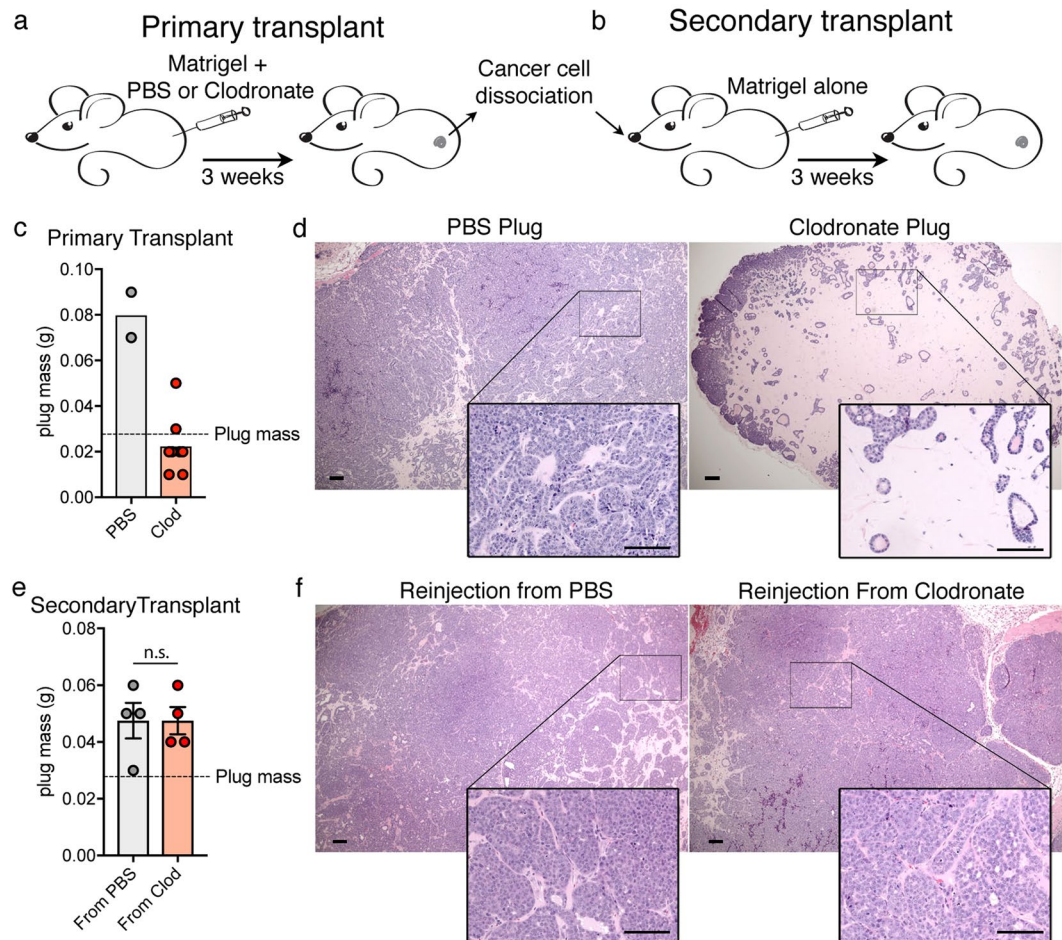 a
Primary transplant
b
Secondary transplant
Matrigel +
PBS or Clodronate
Cancer cell
dissociation
Matrigel alone
3 weeks
3 weeks
c
Primary Transplant
plug mass (g)
0.10
0.08
0.06
0.04
0.02
0.00
Plug mass
PBS
Clod
d
PBS Plug
Clodronate Plug
e
SecondaryTransplant
plug mass (g)
0.08
0.06
0.04
0.02
0.00
n.s.
Plug mass
From PBS
From Clod
f
Reinjection from PBS
Reinjection From Clodronate